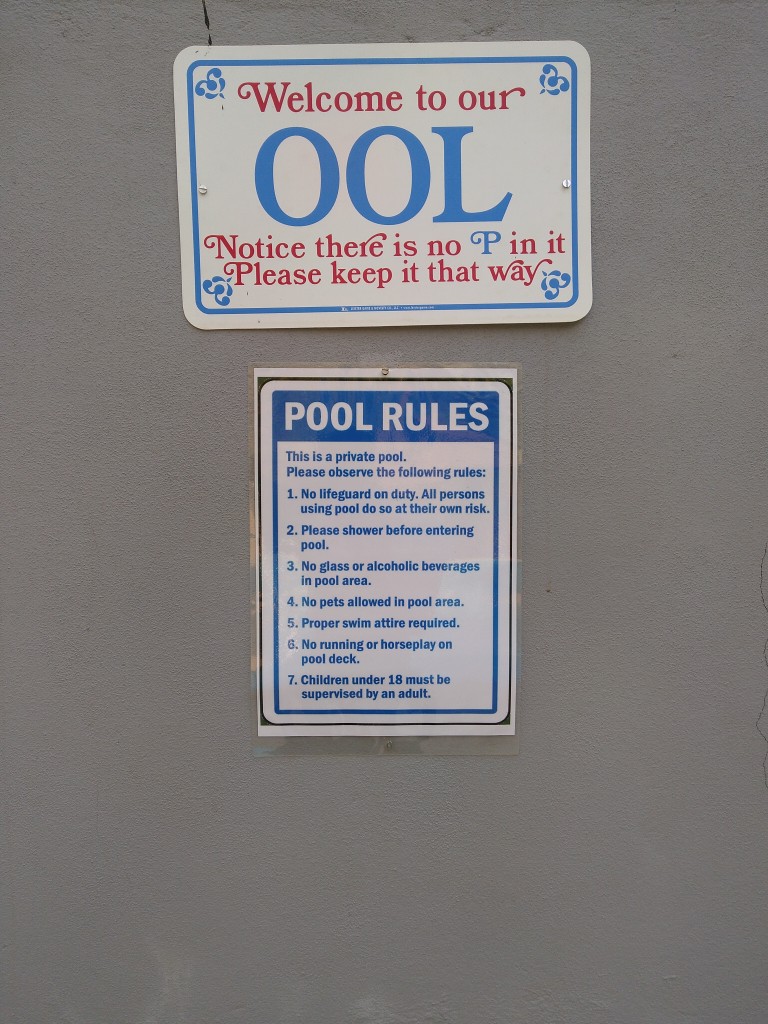 Welcome to our
OOL
Notice there is no P in it
Please keep it that way
POOL RULES
This is a private pool.
Please observe the following rules:
1. No lifeguard on duty. All persons
using pool do so at their own risk.
2. Please shower before entering
pool.
3. No glass or alcoholic beverages
in pool area.
4. No pets allowed in pool area.
5. Proper swim attire required.
6. No running or horseplay on
pool deck.
7. Children under 18 must be
supervised by an adult.